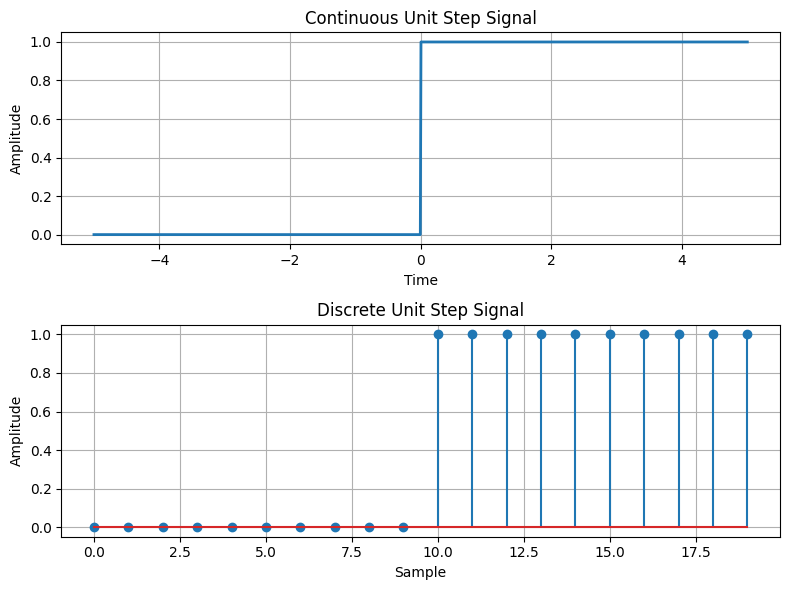 Continuous Unit Step Signal
Amplitude
1.0
0.8
0.6
0.4
0.2
0.0
−4 −2 0 2 4
Time
Discrete Unit Step Signal
Amplitude
1.0
0.8
0.6
0.4
0.2
0.0
0.0 2.5 5.0 7.5 10.0 12.5 15.0 17.5
Sample